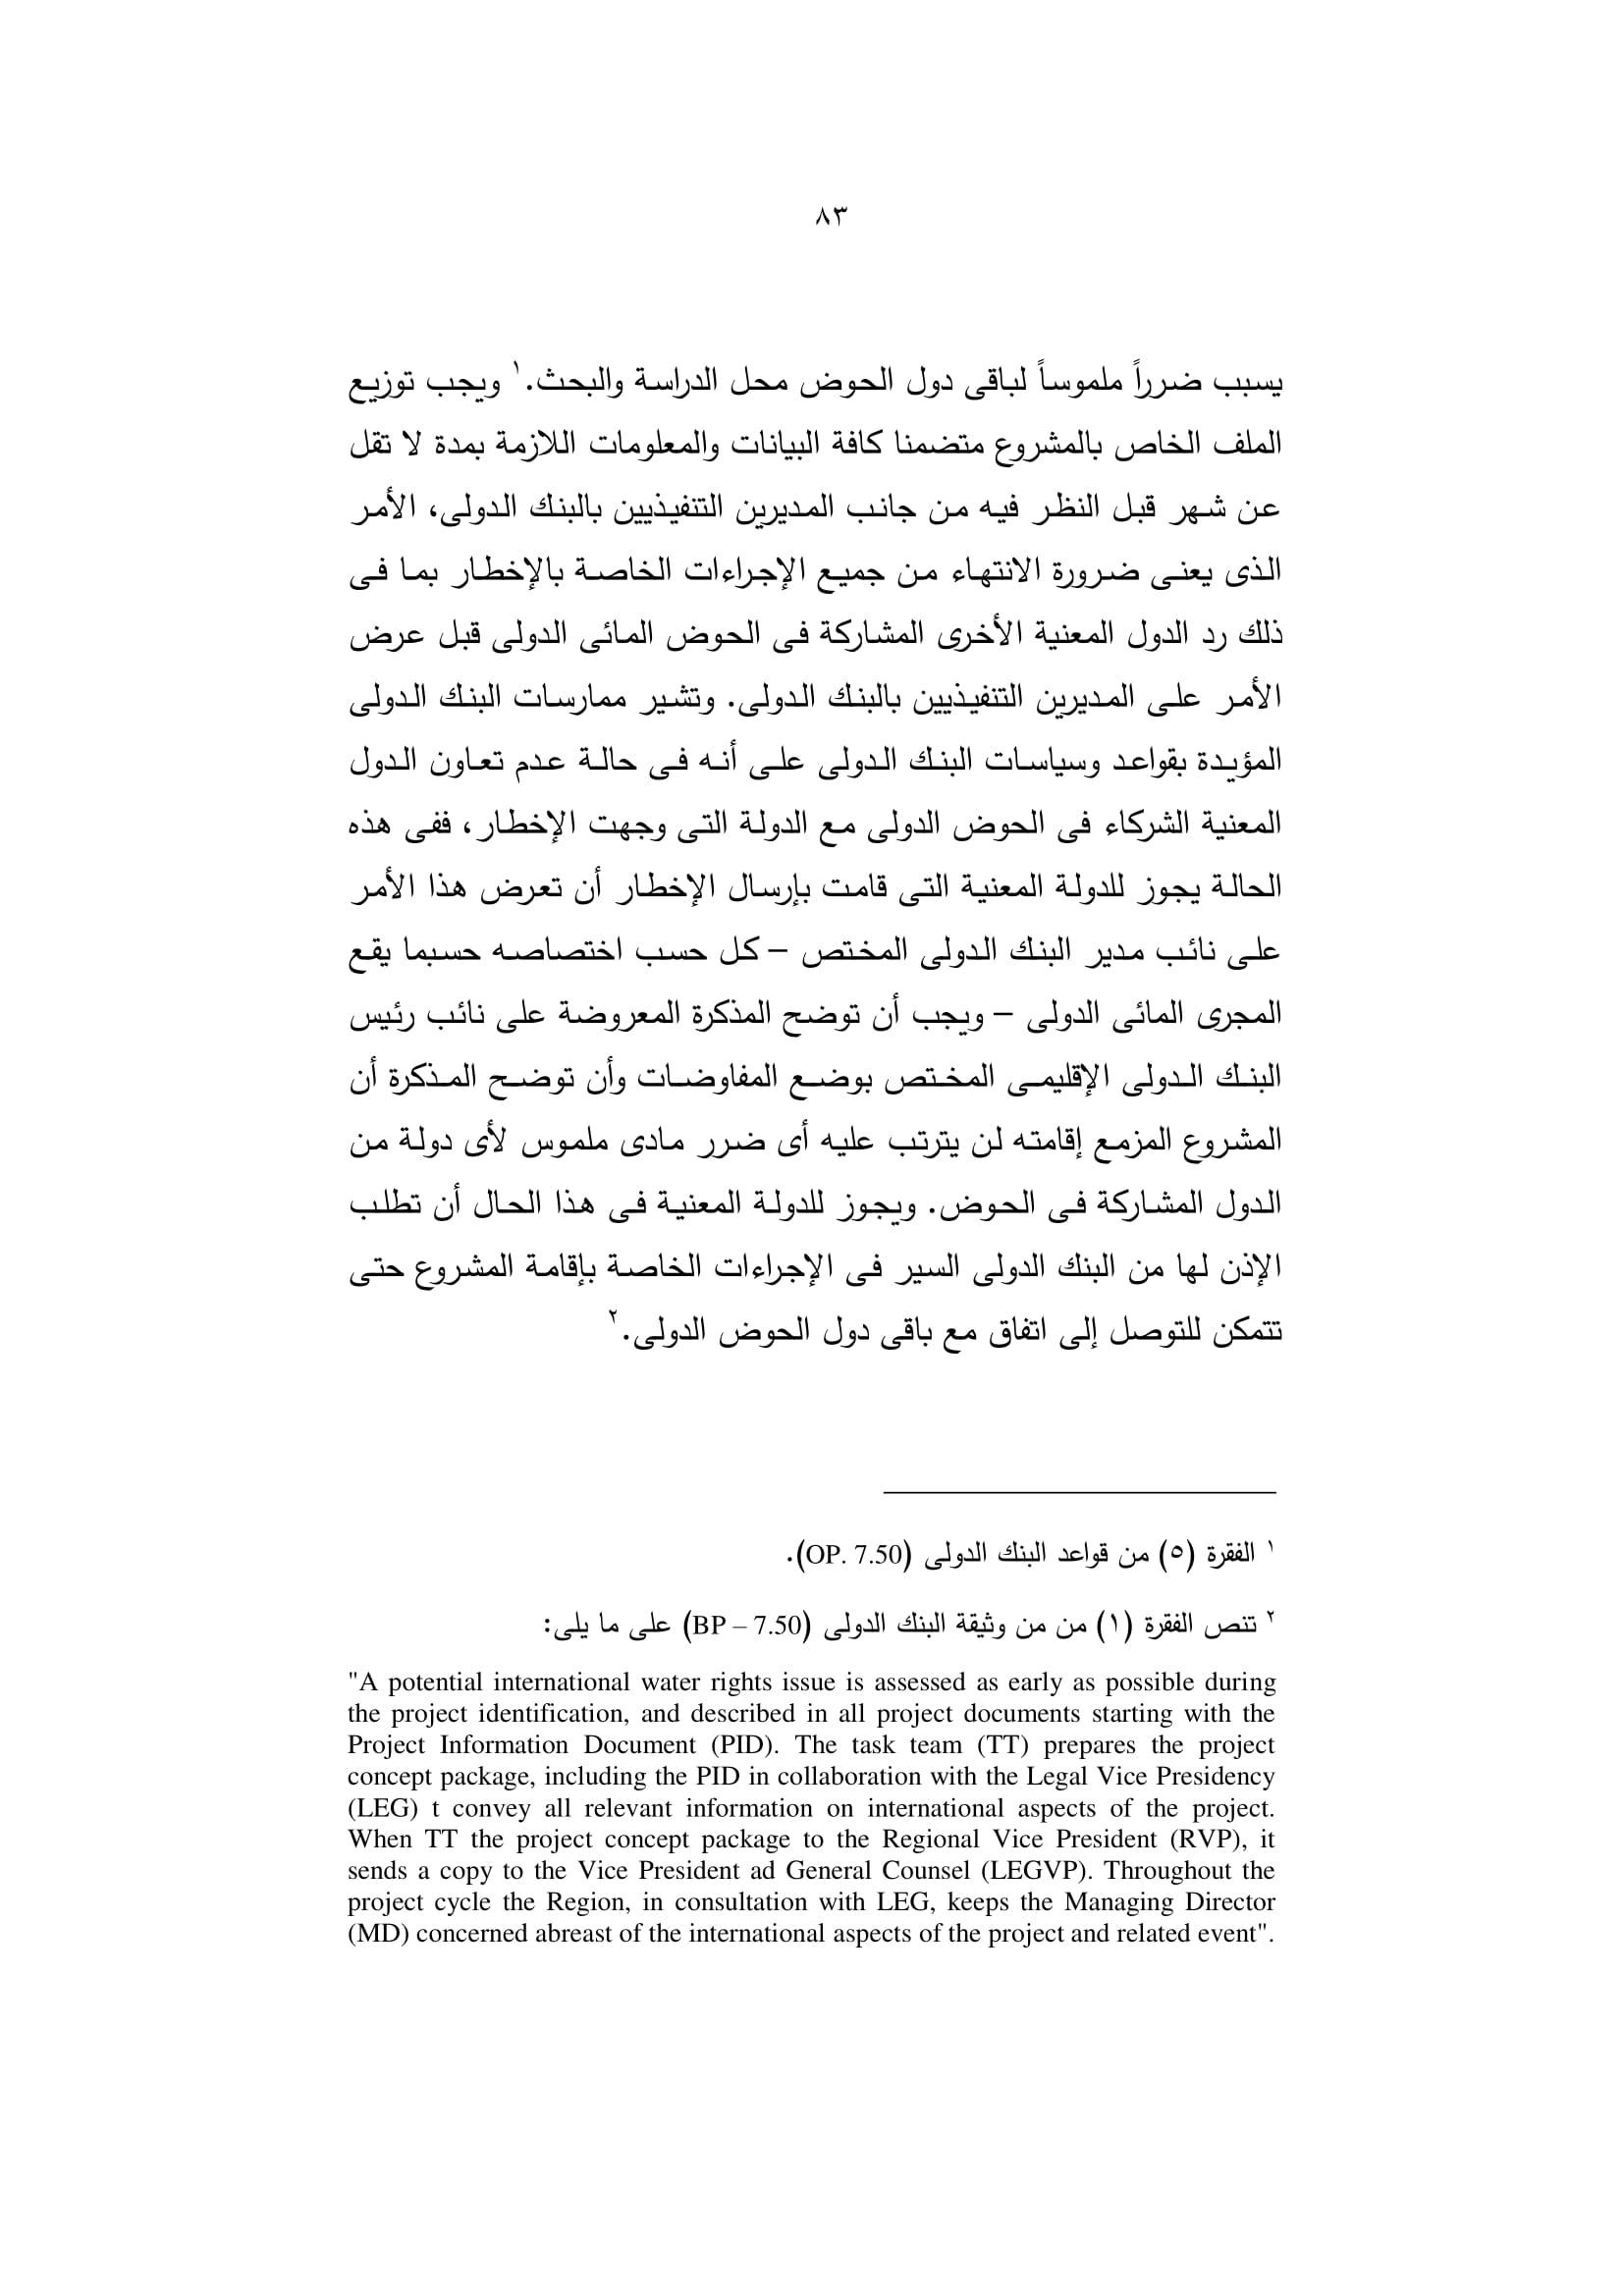 ٨٣
يسبب ضرراً ملموساً لباقى دول الحوض محل الدراسة والبحث.١ ويجب توزيع
الملف الخاص بالمشروع متضمنا كافة البيانات والمعلومات اللازمة بمدة لا تقل
عن شهر قبل النظر فيه من جانب المديرين التنفيذيين بالبنك الدولى، الأمر
الذى يعنى ضرورة الانتهاء من جميع الإجراءات الخاصة بالإخطار بما فى
ذلك رد الدول المعنية الأخرى المشاركة فى الحوض المائى الدولى قبل عرض
الأمر على المديرين التنفيذيين بالبنك الدولى. وتشير ممارسات البنك الدولى
المؤيدة بقواعد وسياسات البنك الدولى على أنه فى حالة عدم تعاون الدول
المعنية الشركاء فى الحوض الدولى مع الدولة التى وجهت الإخطار، ففى هذه
الحالة يجوز للدولة المعنية التى قامت بإرسال الإخطار أن تعرض هذا الأمر
على نائب مدير البنك الدولى المختص – كل حسب اختصاصه حسبما يقع
المجرى المائى الدولى – ويجب أن توضح المذكرة المعروضة على نائب رئيس
البنك الدولى الإقليمى المختص بوضع المفاوضات وأن توضح المذكرة أن
المشروع المزمع إقامته لن يترتب عليه أى ضرر مادى ملموس لأى دولة من
الدول المشاركة فى الحوض. ويجوز للدولة المعنية فى هذا الحال أن تطلب
الإذن لها من البنك الدولى السير فى الإجراءات الخاصة بإقامة المشروع حتى
تتمكن للتوصل إلى اتفاق مع باقى دول الحوض الدولى.٢
١ الفقرة (٥) من قواعد البنك الدولى (OP. 7.50).
٢ تنص الفقرة (١) من من وثيقة البنك الدولى (BP – 7.50) على ما يلى:
"A potential international water rights issue is assessed as early as possible during
the project identification, and described in all project documents starting with the
Project Information Document (PID). The task team (TT) prepares the project
concept package, including the PID in collaboration with the Legal Vice Presidency
(LEG) t convey all relevant information on international aspects of the project.
When TT the project concept package to the Regional Vice President (RVP), it
sends a copy to the Vice President ad General Counsel (LEGVP). Throughout the
project cycle the Region, in consultation with LEG, keeps the Managing Director
(MD) concerned abreast of the international aspects of the project and related event".